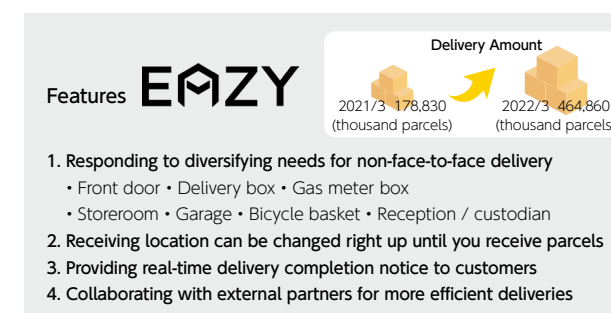 Features EAZY
Delivery Amount
2021/3 178,830
(thousand parcels)
2022/3 464,860
(thousand parcels
1. Responding to diversifying needs for non-face-to-face delivery
• Front door • Delivery box • Gas meter box
• Storeroom • Garage • Bicycle basket • Reception / custodian
2. Receiving location can be changed right up until you receive parcels
3. Providing real-time delivery completion notice to customers
4. Collaborating with external partners for more efficient deliveries